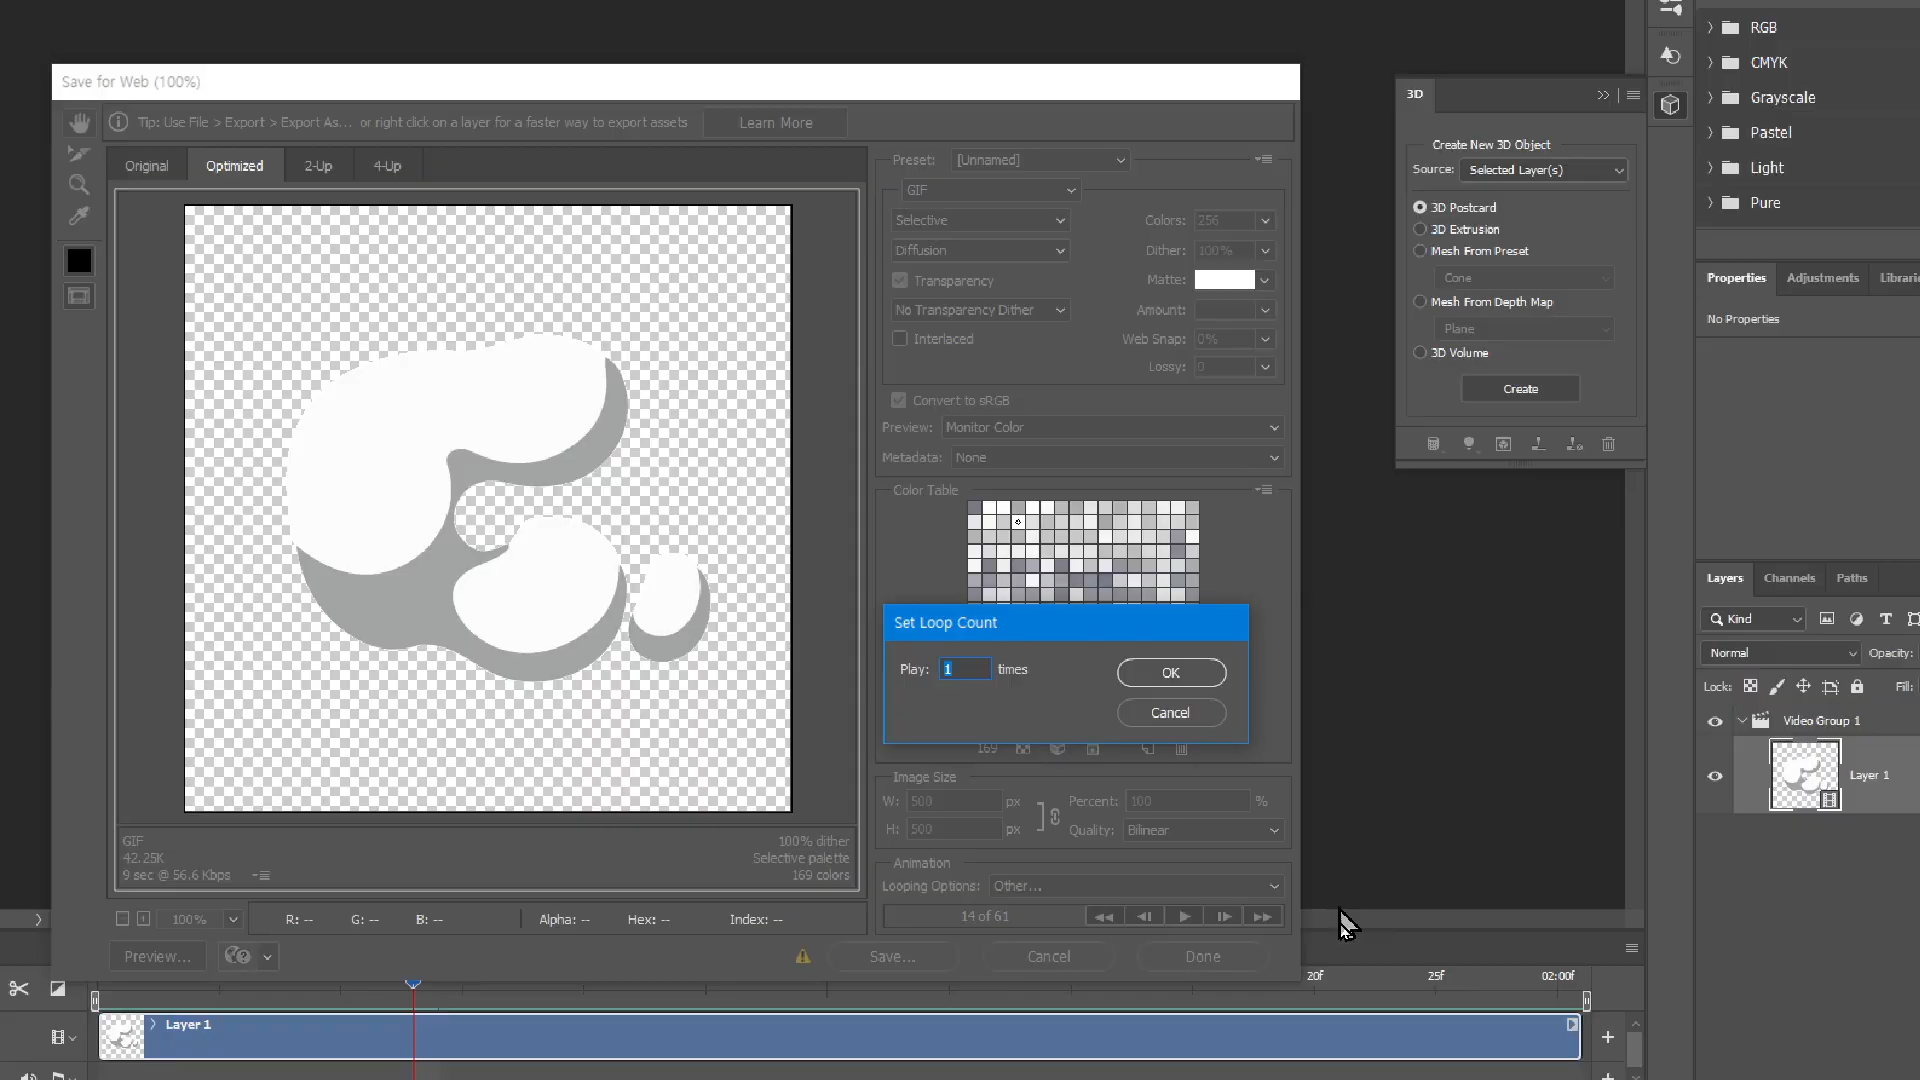 Save for Web (100%)
Tip: Use File > Export > Export As... or right click on a layer for a faster way to export assets
Learn More
Original
Optimized
2-Up
4-Up
Preset:
[Unnamed]
GIF
Selective
Colors:
256
Diffusion
Dither:
100%
Transparency
Matte:
No Transparency Dither
Amount:
Interlaced
Web Snap:
0%
Lossy:
0
Convert to sRGB
Preview:
Monitor Color
Metadata:
None
Color Table
Set Loop Count
Play:
1
times
OK
Cancel
169
Image Size
W:
500
px
Percent:
100
%
H:
500
px
Quality:
Bilinear
Animation
Looping Options:
Other...
14 of 61
GIF
42.25K
9 sec @ 56.6 Kbps
100% dither
Selective palette
169 colors
100%
R: --
G: --
B: --
Alpha: --
Hex: --
Index: --
Preview...
Save...
Cancel
Done
3D
Create New 3D Object
Source:
Selected Layer(s)
3D Postcard
3D Extrusion
Mesh From Preset
Cone
Mesh From Depth Map
Plane
3D Volume
Create
RGB
CMYK
Grayscale
Pastel
Light
Pure
Properties
Adjustments
Librari
No Properties
Layers
Channels
Paths
Kind
Normal
Opacity:
Lock:
Fill:
Video Group 1
Layer 1
20f
25f
02:00f
Layer 1